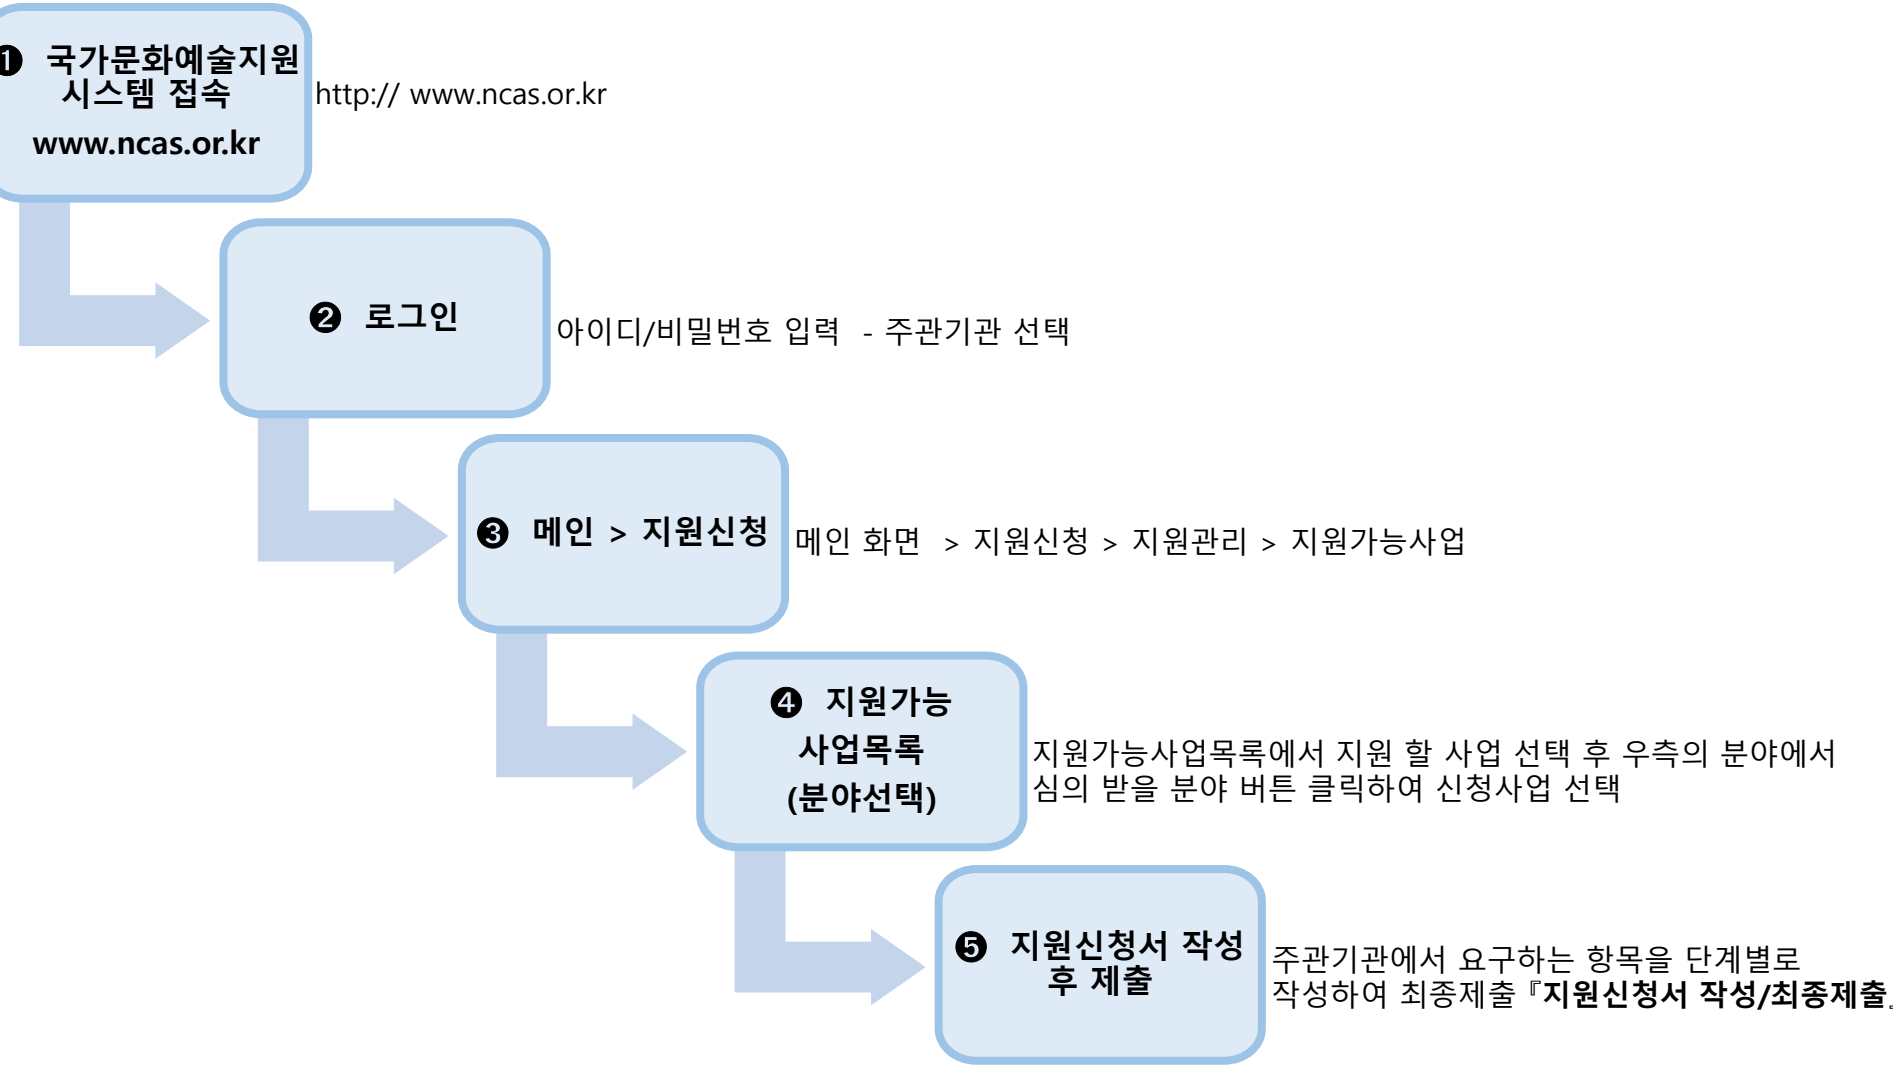 ❶ 국가문화예술지원
시스템 접속
www.ncas.or.kr
http:// www.ncas.or.kr
❷ 로그인
아이디/비밀번호 입력 - 주관기관 선택
❸ 메인 > 지원신청
메인 화면 > 지원신청 > 지원관리 > 지원가능사업
❹ 지원가능
사업목록
(분야선택)
지원가능사업목록에서 지원 할 사업 선택 후 우측의 분야에서
심의 받을 분야 버튼 클릭하여 신청사업 선택
❺ 지원신청서 작성
후 제출
주관기관에서 요구하는 항목을 단계별로
작성하여 최종제출『지원신청서 작성/최종제출』